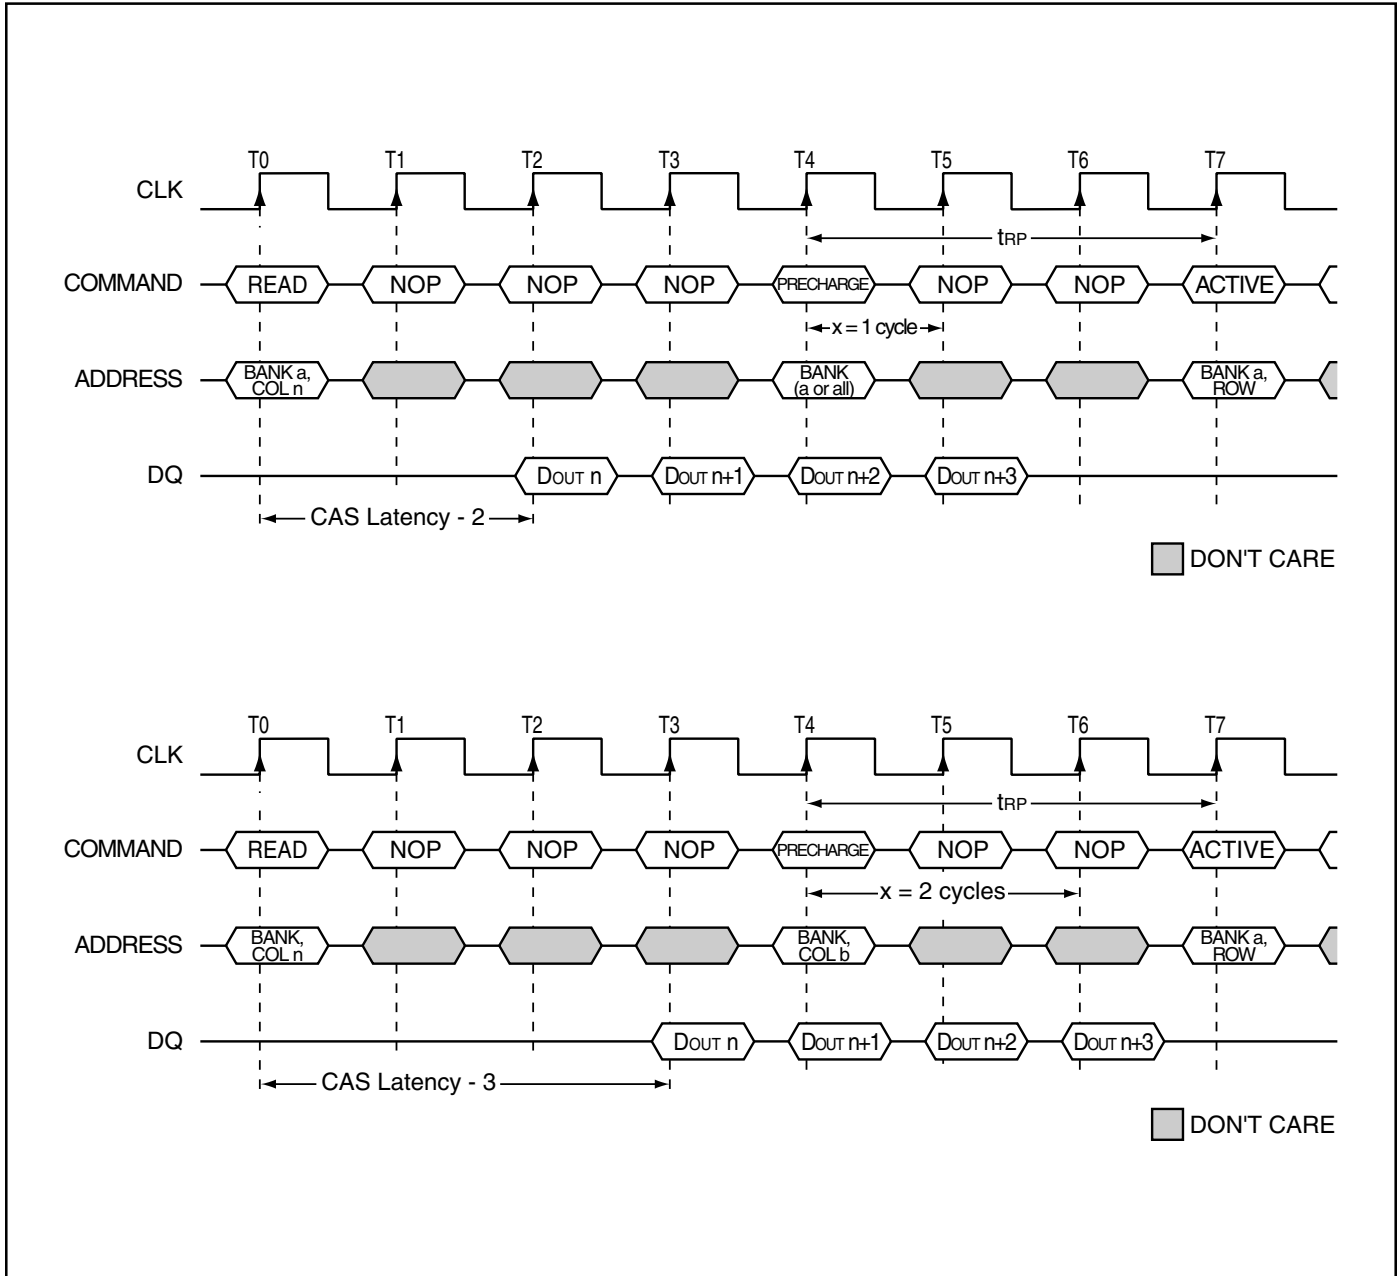 T0 T1 T2 T3 T4 T5 T6 T7
CLK
tRP
COMMAND READ NOP NOP NOP PRECHARGE NOP NOP ACTIVE
x = 1 cycle
ADDRESS BANK a, COL n BANK (a or all) BANK a, ROW
DQ DOUT n DOUT n+1 DOUT n+2 DOUT n+3
CAS Latency - 2
DON'T CARE
T0 T1 T2 T3 T4 T5 T6 T7
CLK
tRP
COMMAND READ NOP NOP NOP PRECHARGE NOP NOP ACTIVE
x = 2 cycles
ADDRESS BANK, COL n BANK, COL b BANK a, ROW
DQ DOUT n DOUT n+1 DOUT n+2 DOUT n+3
CAS Latency - 3
DON'T CARE